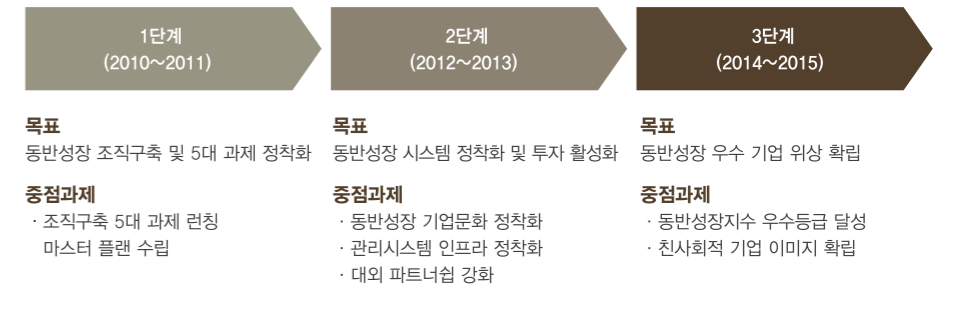 1단계
(2010~2011)
목표
동반성장 조직구축 및 5대 과제 정착화
중점과제
· 조직구축 5대 과제 런칭
마스터 플랜 수립
2단계
(2012~2013)
목표
동반성장 시스템 정착화 및 투자 활성화
중점과제
· 동반성장 기업문화 정착화
· 관리시스템 인프라 정착화
· 대외 파트너쉽 강화
3단계
(2014~2015)
목표
동반성장 우수 기업 위상 확립
중점과제
· 동반성장지수 우수등급 달성
· 친사회적 기업 이미지 확립